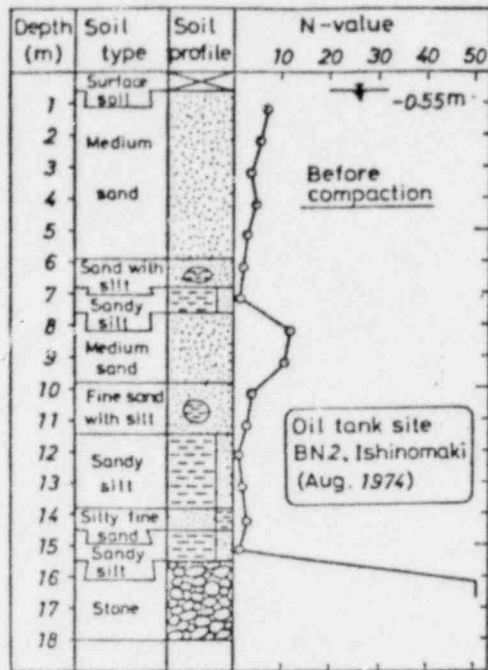 Depth (m)
Soil type
Soil profile
N-value
10 20 30 40 50
Surface soil
-0.55m
1
2
Medium
3
sand
4
5
6
Sand with silt
7
Sandy silt
8
Medium sand
9
10
Fine sand with silt
11
12
Sandy silt
13
14
Silty fine sand
15
Sandy silt
16
Stone
17
18
Before
compaction
Oil tank site
BN.2, Ishinomaki
(Aug. 1974)